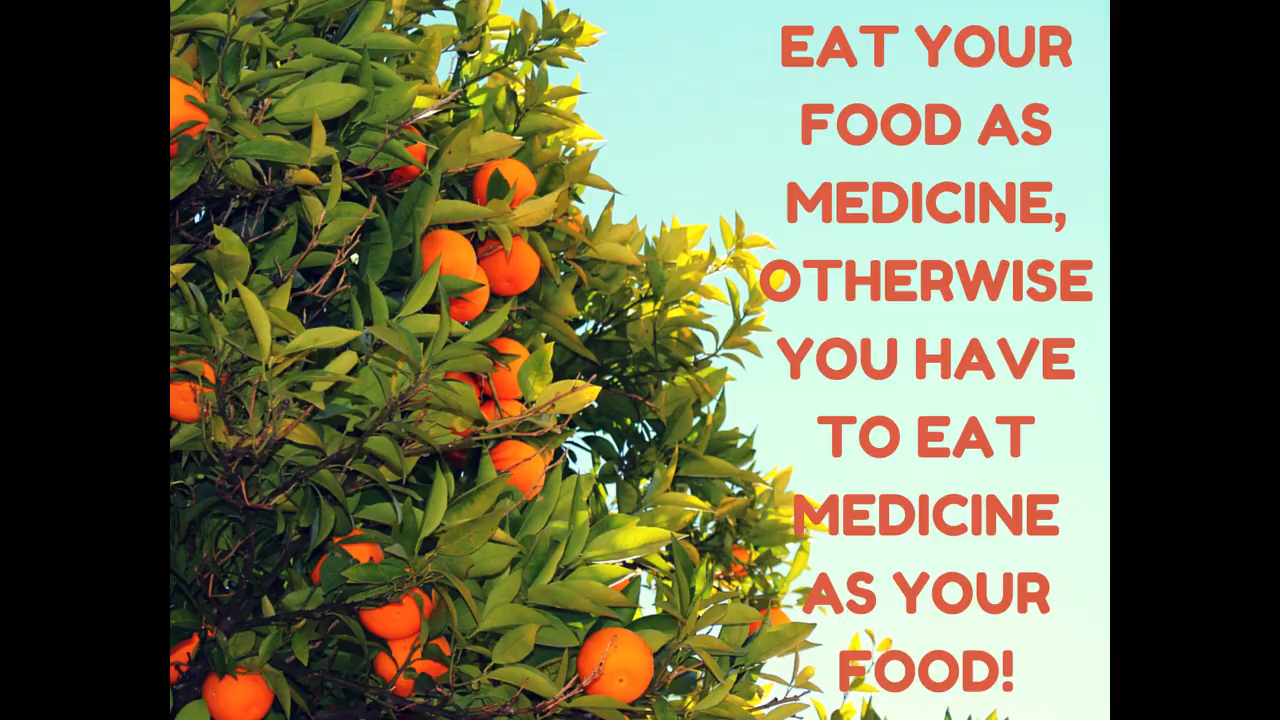 EAT YOUR
FOOD AS
MEDICINE,
OTHERWISE
YOU HAVE
TO EAT
MEDICINE
AS YOUR
FOOD!